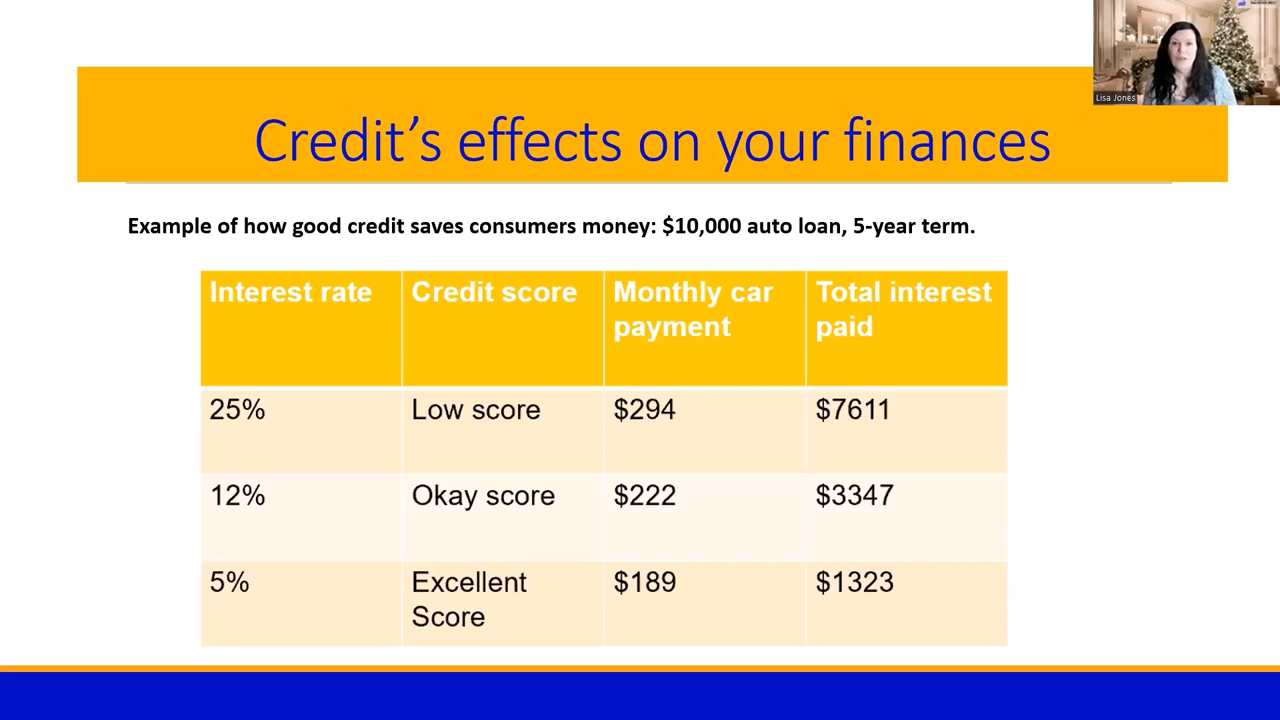 Lisa Jones
Credit’s effects on your finances
Example of how good credit saves consumers money: $10,000 auto loan, 5-year term.
Interest rate
Credit score
Monthly car
payment
Total interest
paid
25%
Low score
$294
$7611
12%
Okay score
$222
$3347
5%
Excellent
Score
$189
$1323